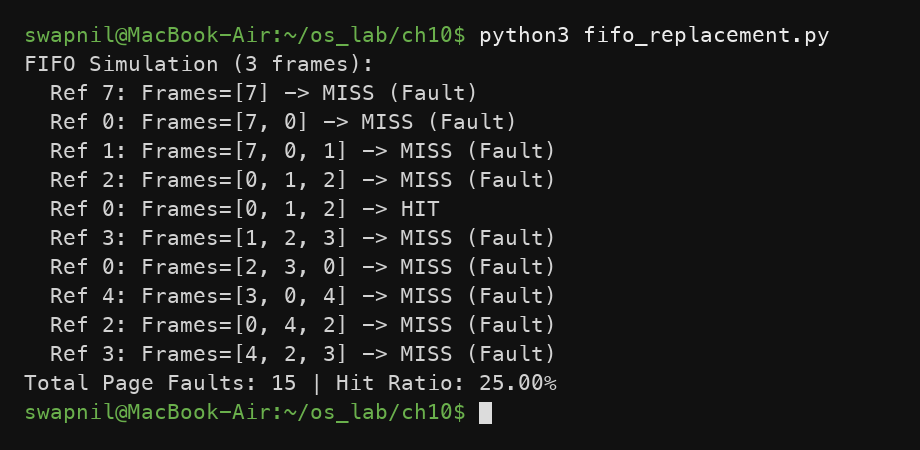 swapnil@MacBook-Air:~/os_lab/ch10$ python3 fifo_replacement.py
FIFO Simulation (3 frames):
  Ref 7: Frames=[7] -> MISS (Fault)
  Ref 0: Frames=[7, 0] -> MISS (Fault)
  Ref 1: Frames=[7, 0, 1] -> MISS (Fault)
  Ref 2: Frames=[0, 1, 2] -> MISS (Fault)
  Ref 0: Frames=[0, 1, 2] -> HIT
  Ref 3: Frames=[1, 2, 3] -> MISS (Fault)
  Ref 0: Frames=[2, 3, 0] -> MISS (Fault)
  Ref 4: Frames=[3, 0, 4] -> MISS (Fault)
  Ref 2: Frames=[0, 4, 2] -> MISS (Fault)
  Ref 3: Frames=[4, 2, 3] -> MISS (Fault)
Total Page Faults: 15 | Hit Ratio: 25.00%
swapnil@MacBook-Air:~/os_lab/ch10$